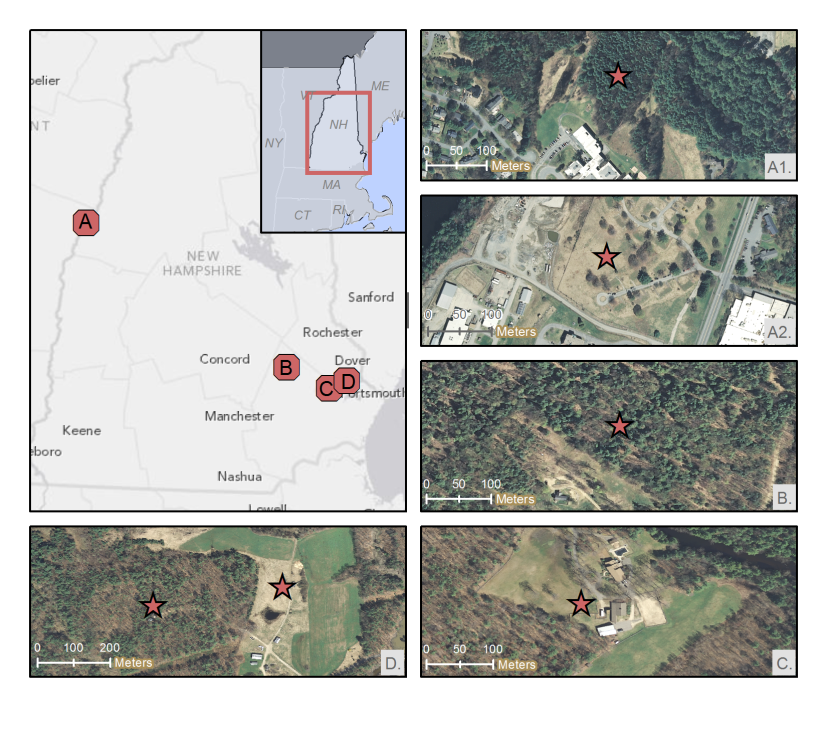 pelier
NT
NY
VT
ME
NH
MA
CT
RI
A
NEW
HAMPSHIRE
Sanford
Rochester
Concord
Dover
B
C
D
ortsmouth
Manchester
Keene
boro
Nashua
Lowell
0 50 100
Meters
A1.
0 50 100
Meters
A2.
0 50 100
Meters
B.
0 100 200
Meters
D.
0 50 100
Meters
C.